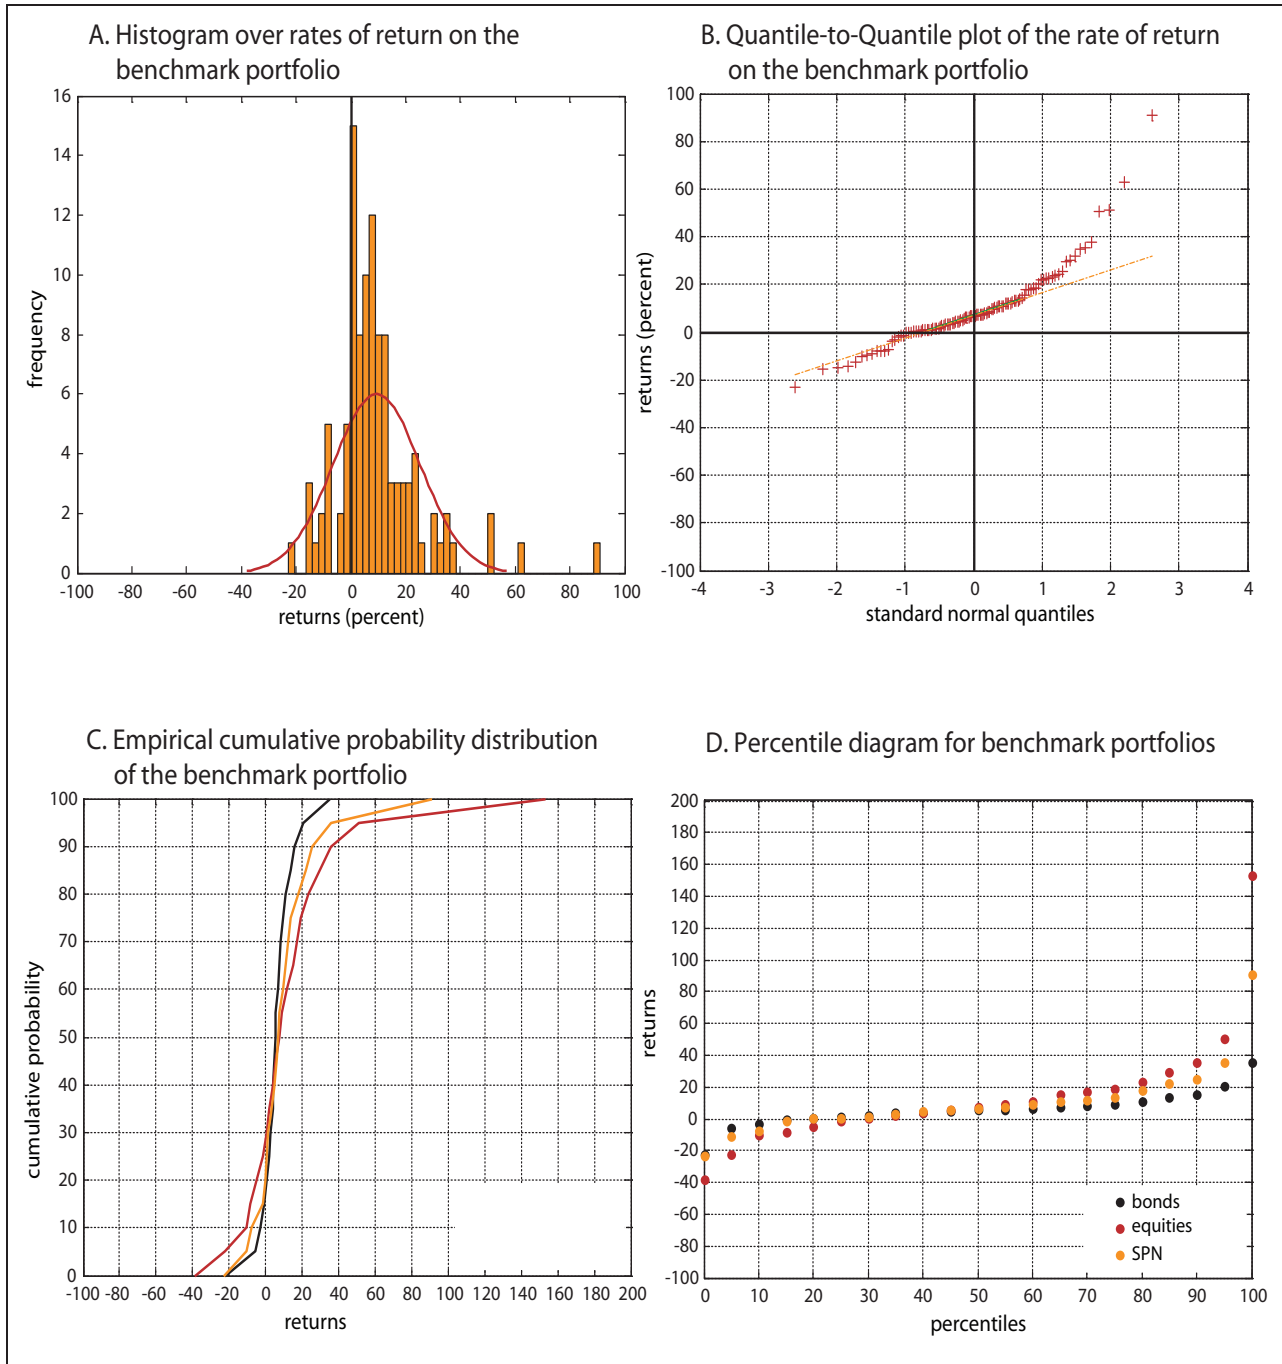 A. Histogram over rates of return on the
benchmark portfolio
16
14
12
10
8
6
4
2
0
frequency
-100 -80 -60 -40 -20 0 20 40 60 80 100
returns (percent)
B. Quantile-to-Quantile plot of the rate of return
on the benchmark portfolio
100
80
60
40
20
0
-20
-40
-60
-80
-100
returns (percent)
-4 -3 -2 -1 0 1 2 3 4
standard normal quantiles
C. Empirical cumulative probability distribution
of the benchmark portfolio
100
90
80
70
60
50
40
30
20
10
0
cumulative probability
-100 -80 -60 -40 -20 0 20 40 60 80 100 120 140 160 180 200
returns
D. Percentile diagram for benchmark portfolios
200
180
160
140
120
100
80
60
40
20
0
-20
-40
-60
-80
-100
returns
bonds
equities
SPN
0 10 20 30 40 50 60 70 80 90 100
percentiles